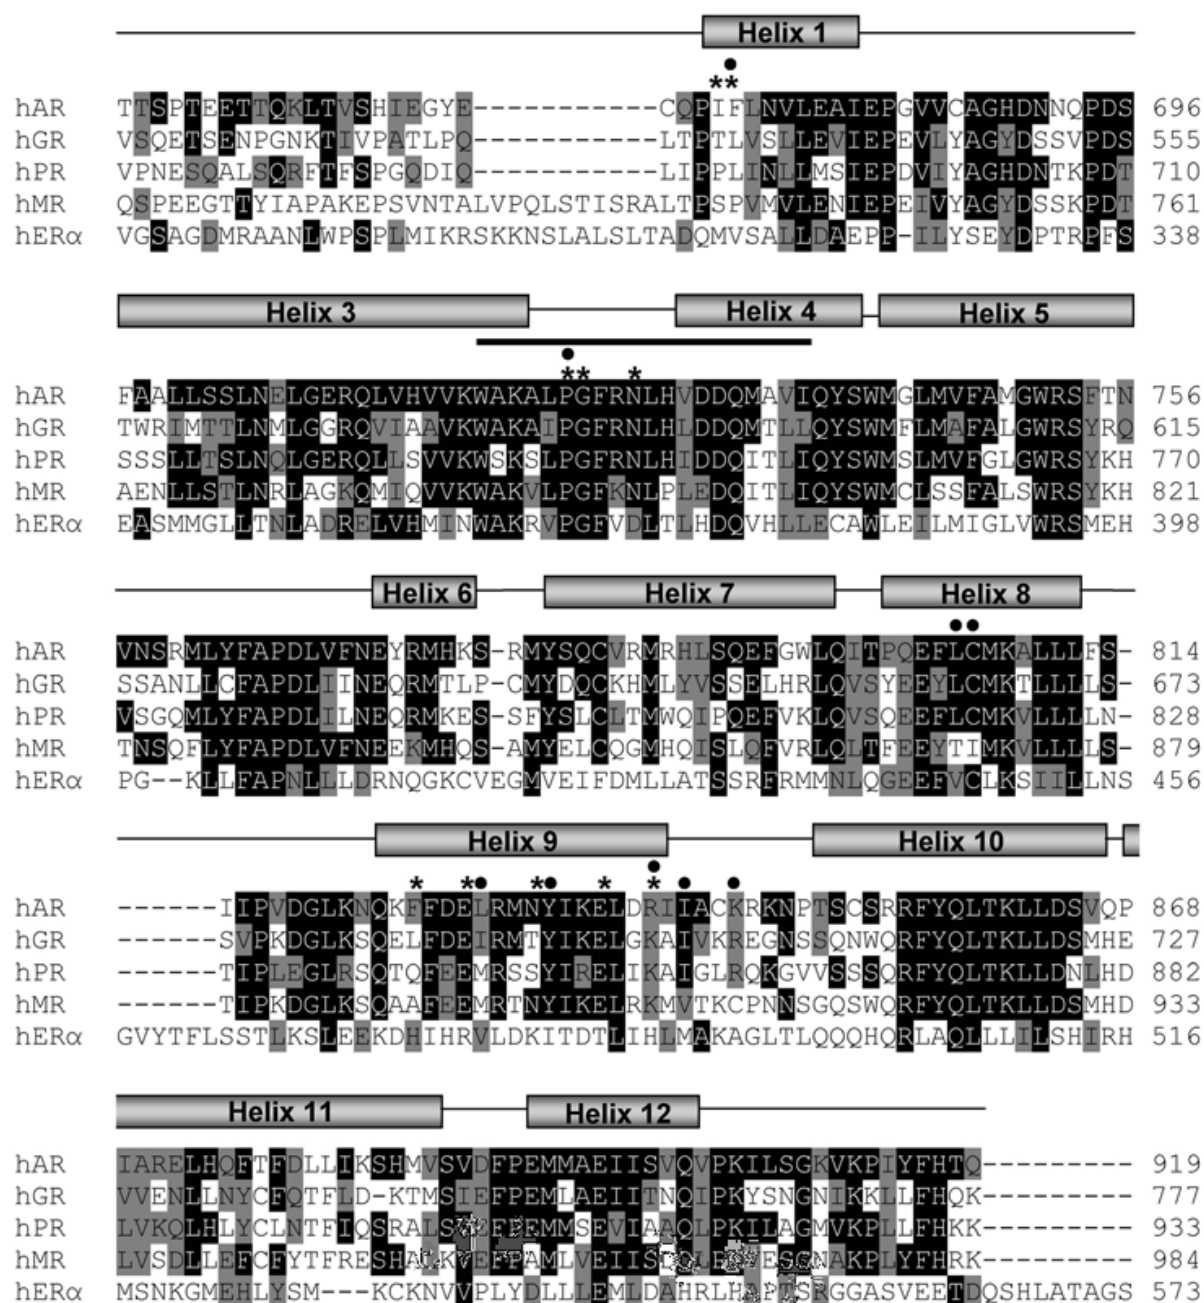 Helix 1
●
**
hAR TTSPTEETTQKLTVSHIEGYE-----------CQPIFLNVLEAIEPGVVCAGHDNNQPDS 696
hGR VSQETSENPGNKTIVPATLPQ-----------LTPTLVSLLEVIEPEVLYAGYDSSVPDS 555
hPR VPNESQALSQRFTFSPGQDIQ-----------LIPPLINLLMSIEPDVIYAGHDNTKPDT 710
hMR QSPEEGTTYIAPAKEPSVNTALVPQLSTISRALTPSPVMVLENIEPEIVYAGYDSSKPDT 761
hERα VGSAGDMRAANLWPSPLMIKRSKKNSLALSLTADQMVSALLDAEPP-ILYSEYDPTRPFS 338
Helix 3 Helix 4 Helix 5
●
** *
hAR FAALLSSLNELGERQLVHVVKWAKALPGFRNLHVDDQMAVIQYSWMGLMVFAMGWRSFTN 756
hGR TWRIMTTLNMLGGRQVIAAVKWAKAIPGFRNLHLDDQMTLLQYSWMFLMAFALGWRSYRQ 615
hPR SSSLLTSLNQLGERQLLSVVKWSKSLPGFRNLHIDDQITLIQYSWMSLMVFGLGWRSYKH 770
hMR AENLLSTLNRLAGKQMIQVVKWAKVLPGFKNLPLEDQITLIQYSWMCLSSFALSWRSYKH 821
hERα EASMMGLLTNLADRELVHMINWAKRVPGFVDLTLHDQVHLLECAWLEILMIGLVWRSMEH 398
Helix 6 Helix 7 Helix 8
●●
hAR VNSRMLYFAPDLVFNEYRMHKS-RMYSQCVRMRHLSQEFGWLQITPQEFLCMKALLLFS- 814
hGR SSANLLCFAPDLIINEQRMTLP-CMYDQCKHMLYVSSELHRLQVSYEEYLCMKTLLLLS- 673
hPR VSGQMLYFAPDLILNEQRMKES-SFYSLCLTMWQIPQEFVKLQVSQEEFLCMKVLLLLN- 828
hMR TNSQFLYFAPDLVFNEEKMHQS-AMYELCQGMHQISLQFVRLQLTFEEYTIMKVLLLLS- 879
hERα PG--KLLFAPNLLLDRNQGKCVEGMVEIFDMLLATSSRFRMMNLQGEEFVCLKSIILLNS 456
Helix 9 Helix 10
●
* *● *● * * ● ●
hAR ------IIPVDGLKNQKFFDELRMNYIKELDRIIACKRKNPTSCSRRFYQLTKLLDSVQP 868
hGR ------SVPKDGLKSQELFDEIRMTYIKELGKAIVKREGNSSQNWQRFYQLTKLLDSMHE 727
hPR ------TIPLEGLRSQTQFEEMRSSYIRELIKAIGLRQKGVVSSSQRFYQLTKLLDNLHD 882
hMR ------TIPKDGLKSQAAFEEMRTNYIKELRKMVTKCPNNSGQSWQRFYQLTKLLDSMHD 933
hERα GVYTFLSSTLKSLEEKDHIHRVLDKITDTLIHLMAKAGLTLQQQHQRLAQLLLILSHIRH 516
Helix 11 Helix 12
hAR IARELHQFTFDLLIKSHMVSVDFPEMMAEIISVQVPKILSGKVKPIYFHTQ--------- 919
hGR VVENLLNYCFQTFLD-KTMSIEFPEMLAEIITNQIPKYSNGNIKKLLFHQK--------- 777
hPR LVKQLHLYCLNTFIQSRALSVEFPEMMSEVIAAQLPKILAGMVKPLLFHKK--------- 933
hMR LVSDLLEFCFYTFRESHALKVEFPAMLVEIISDQLPKVESGNAKPLYFHRK--------- 984
hERα MSNKGMEHLYSM---KCKNVVPLYDLLLEMLDAHRLHAPTSRGGASVEETDQSHLATAGS 573